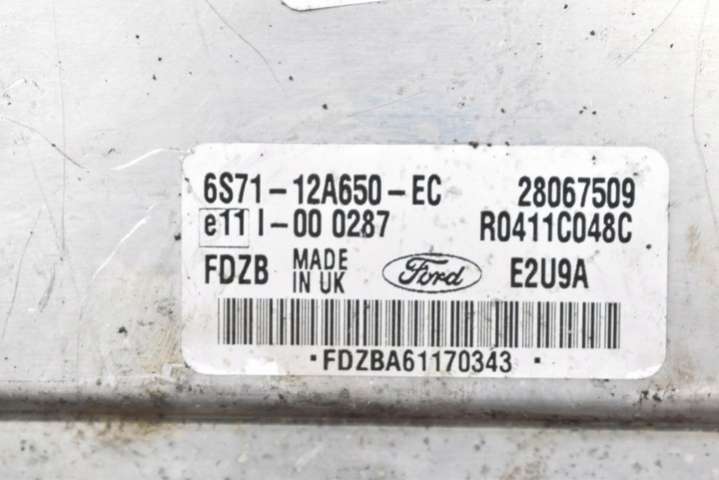 6S71-12A650-EC 28067509
e11 I-00 0287 R0411C048C
FDZB MADE IN UK Ford E2U9A
·FDZBA61170343·